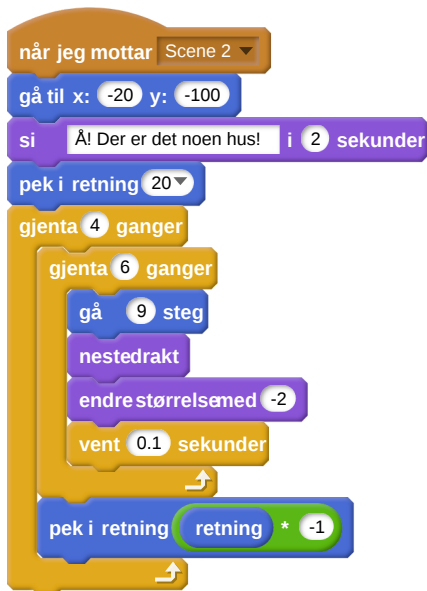 når jeg mottar Scene 2
gå til x: -20 y: -100
si Å! Der er det noen hus! i 2 sekunder
pek i retning 20
gjenta 4 ganger
gjenta 6 ganger
gå 9 steg
nestedrakt
endre størrelsemed -2
vent 0.1 sekunder
pek i retning retning * -1